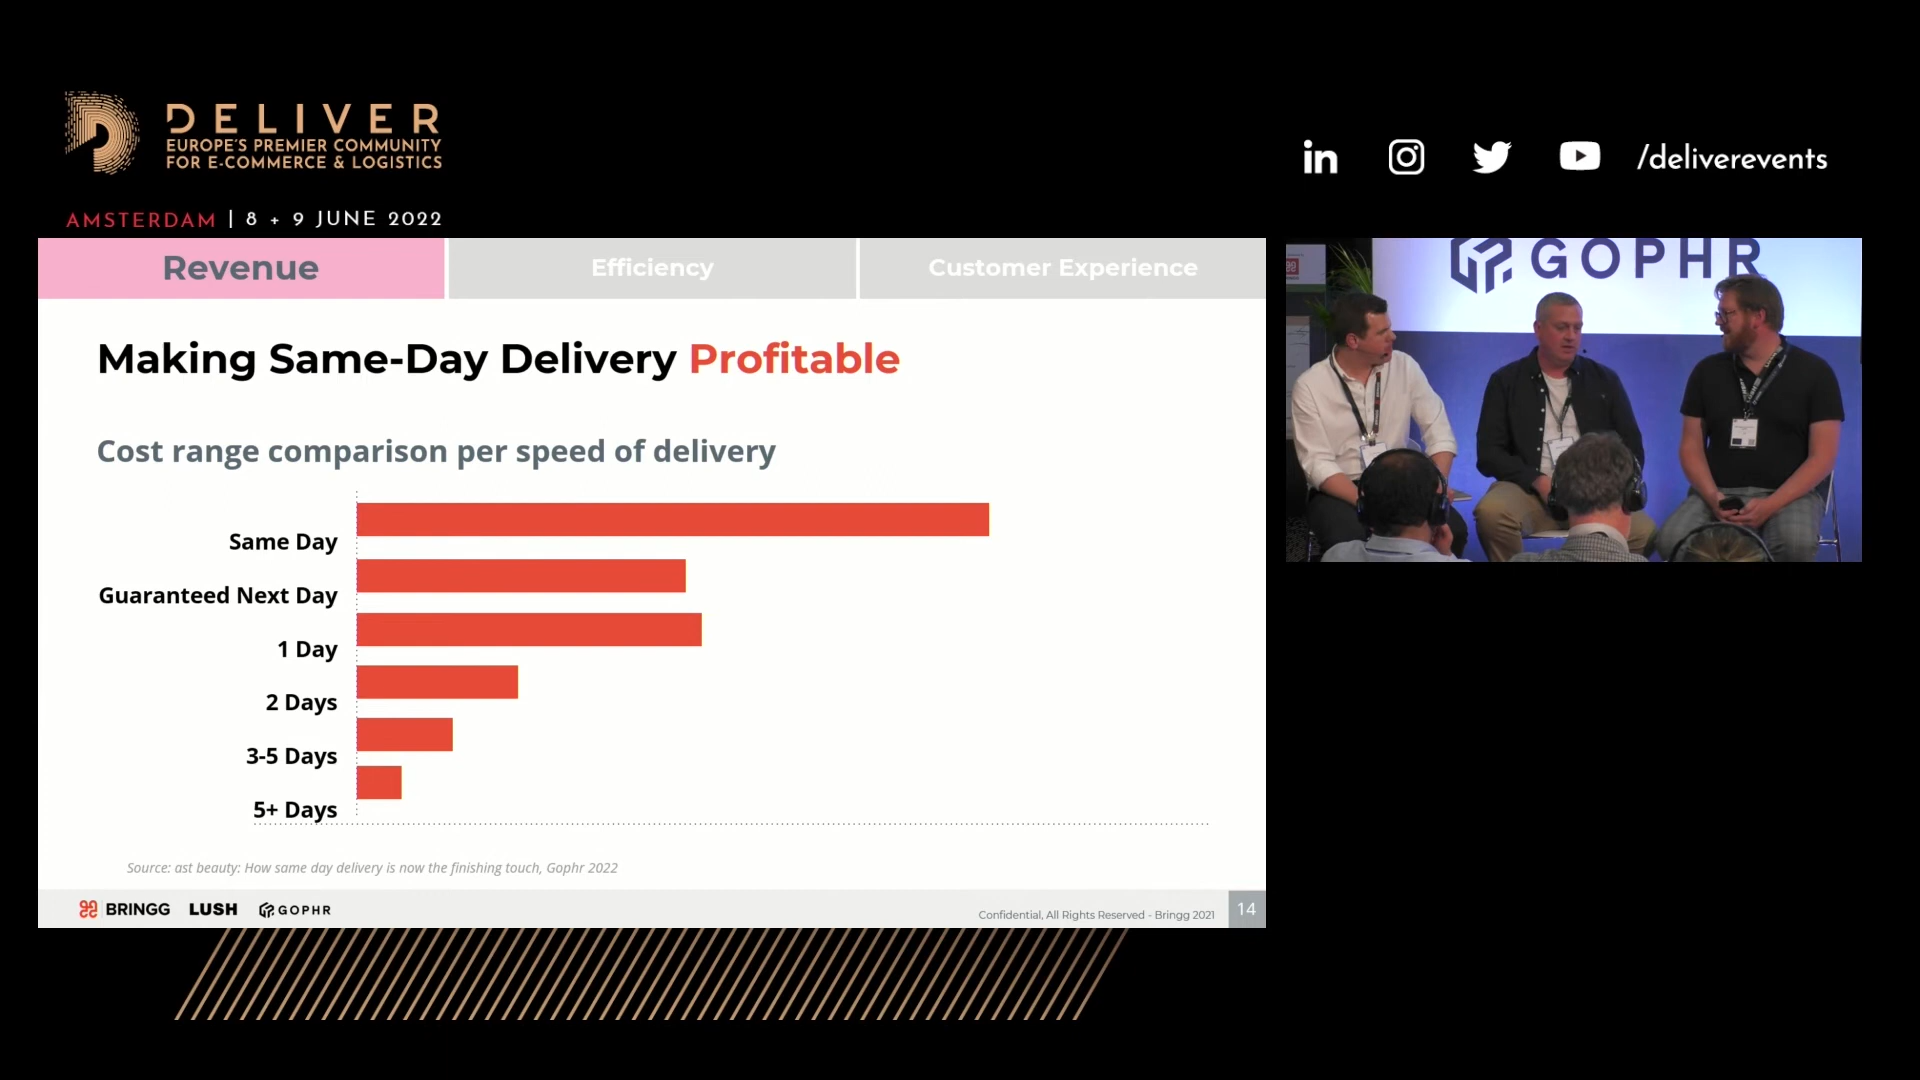 DELIVER
EUROPE'S PREMIER COMMUNITY
FOR E-COMMERCE & LOGISTICS
AMSTERDAM | 8 + 9 JUNE 2022
/deliverevents
Revenue
Efficiency
Customer Experience
Making Same-Day Delivery Profitable
Cost range comparison per speed of delivery
Same Day
Guaranteed Next Day
1 Day
2 Days
3-5 Days
5+ Days
Source: ast beauty: How same day delivery is now the finishing touch, Gophr 2022
BRINGG LUSH GOPHR
Confidential, All Rights Reserved - Bringg 2021
14
GOPHR